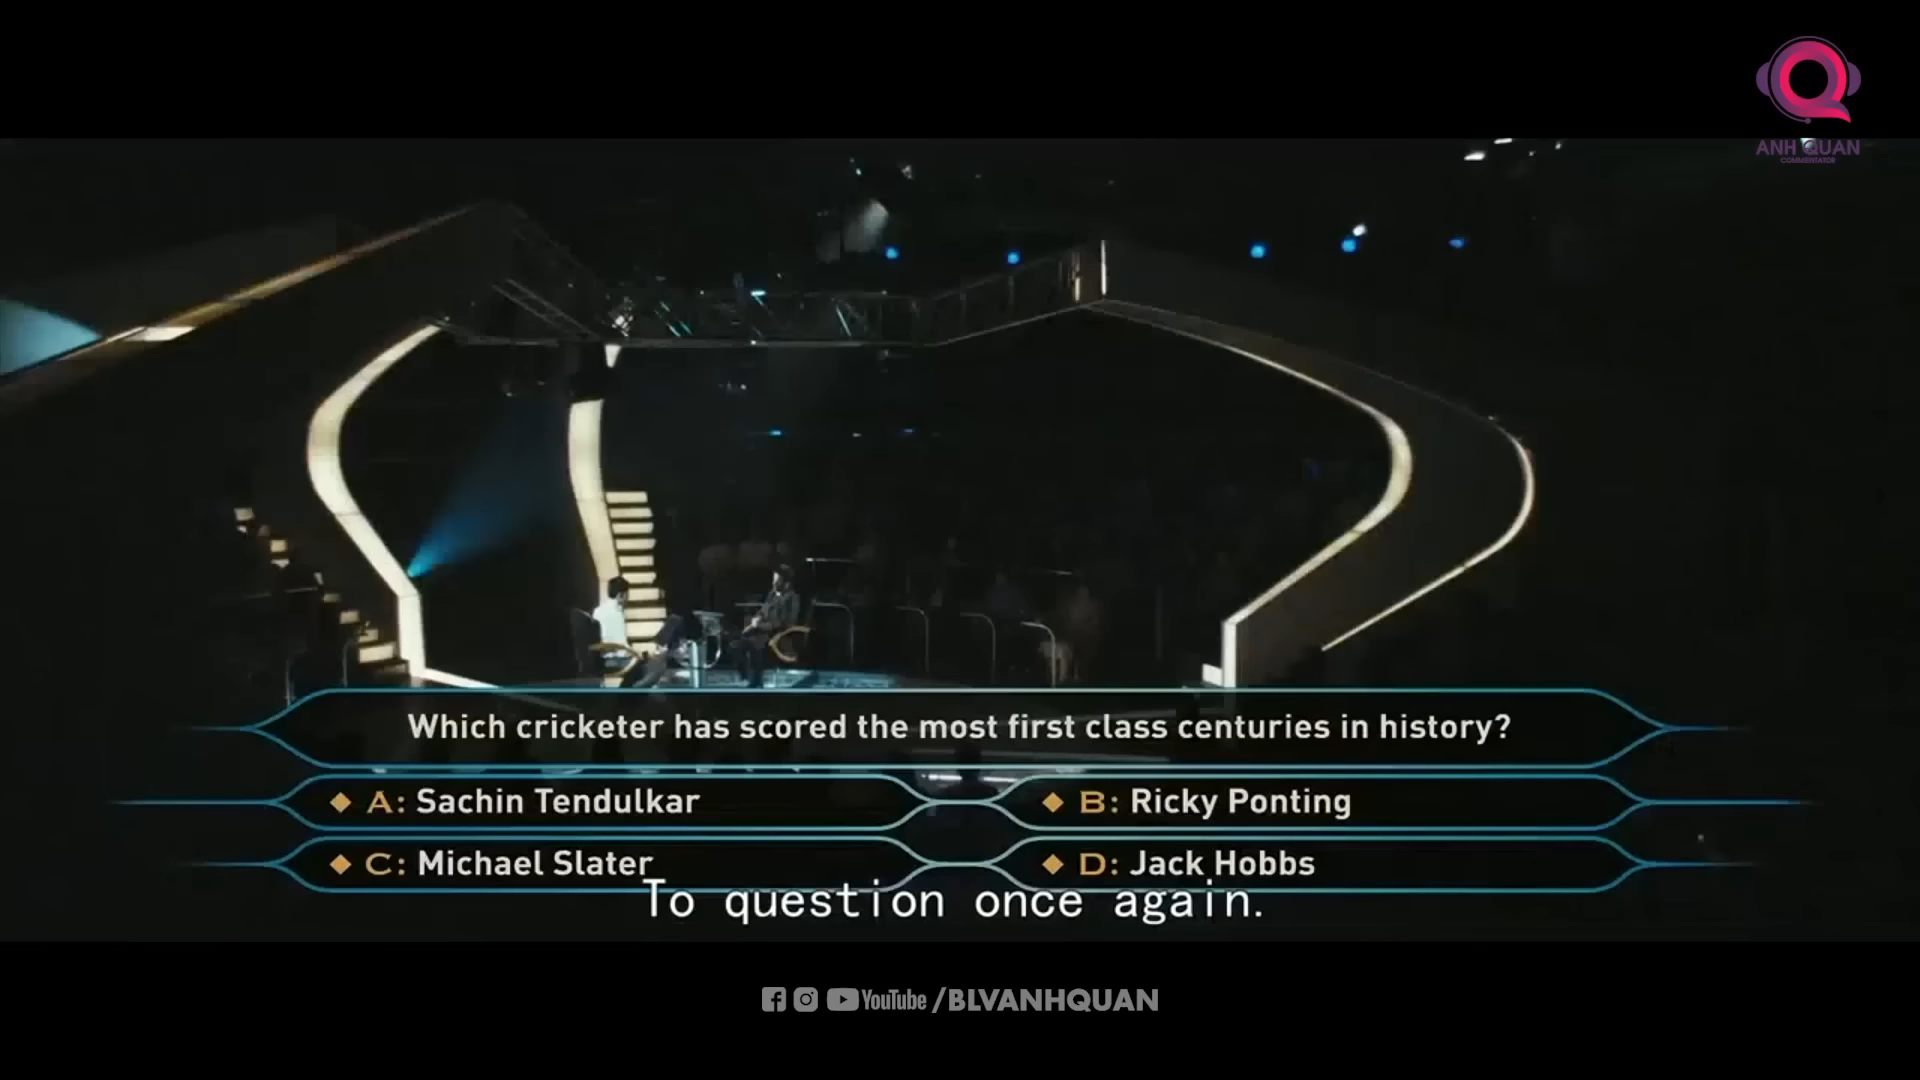 ANH QUAN
COMMENTATOR
Which cricketer has scored the most first class centuries in history?
A: Sachin Tendulkar
B: Ricky Ponting
C: Michael Slater
D: Jack Hobbs
To question once again.
YouTube /BLVANHQUAN